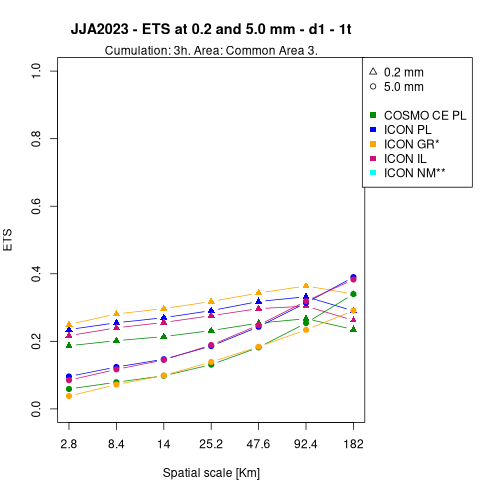 JJA2023 - ETS at 0.2 and 5.0 mm - d1 - 1t
Cumulation: 3h. Area: Common Area 3.
0.2 mm
5.0 mm
COSMO CE PL
ICON PL
ICON GR*
ICON IL
ICON NM**
ETS
1.0
0.8
0.6
0.4
0.2
0.0
2.8 8.4 14 25.2 47.6 92.4 182
Spatial scale [Km]